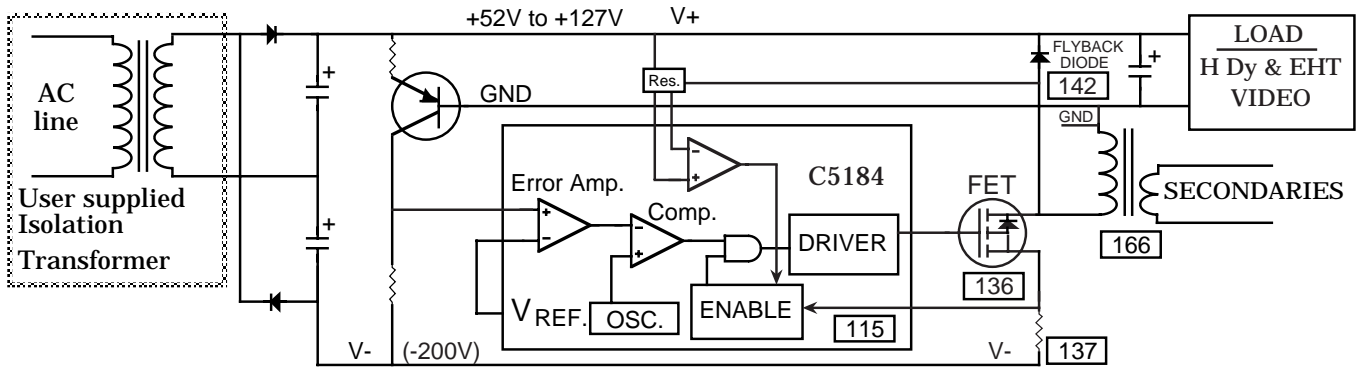 +52V to +127V
V+
AC
line
User supplied
Isolation
Transformer
+
+
GND
Res.
FLYBACK
DIODE
142
+
LOAD
H Dy & EHT
VIDEO
GND
-
+
C5184
Error Amp.
+
-
Comp.
-
+
DRIVER
FET
136
166
SECONDARIES
V REF.
OSC.
ENABLE
115
V-
(-200V)
V-
137